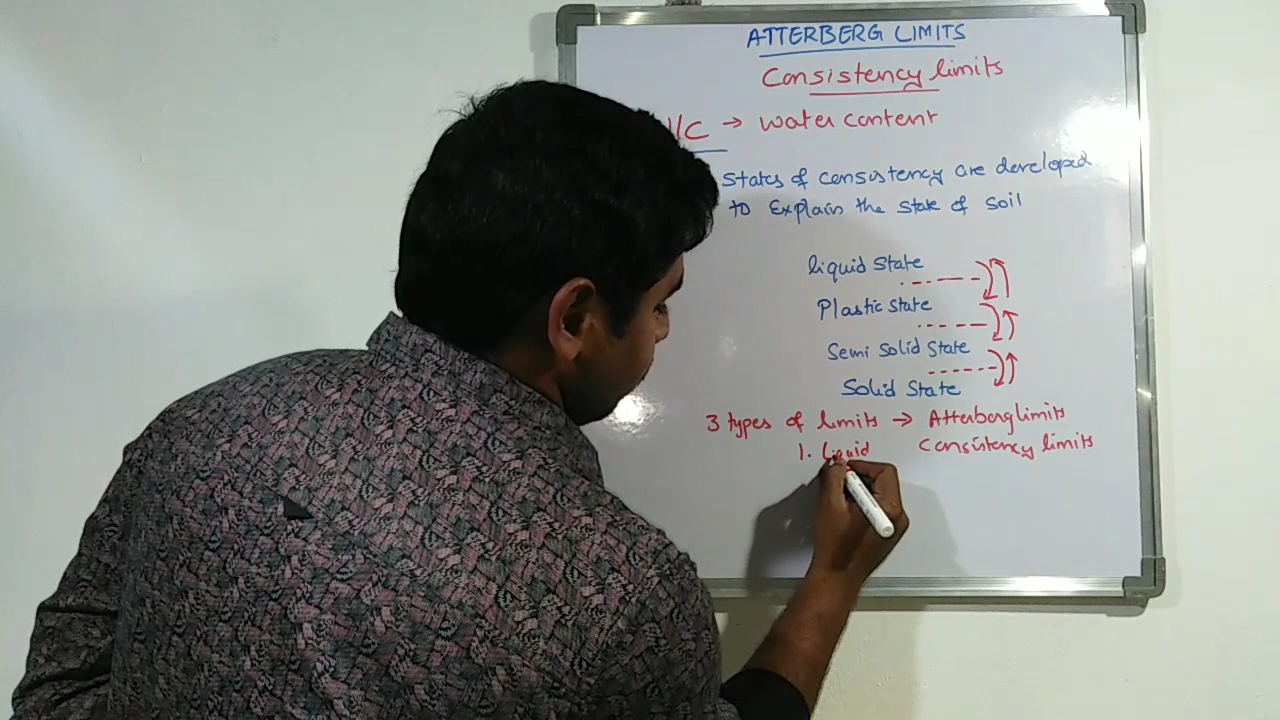 ATTERBERG LIMITS
Consistency limits
/C → water content
States of consistency are developed
to Explain the state of soil
liquid state
Plastic state
Semi solid state
Solid state
3 types of limits → Atterberg limits
1. Liquid consistency limits